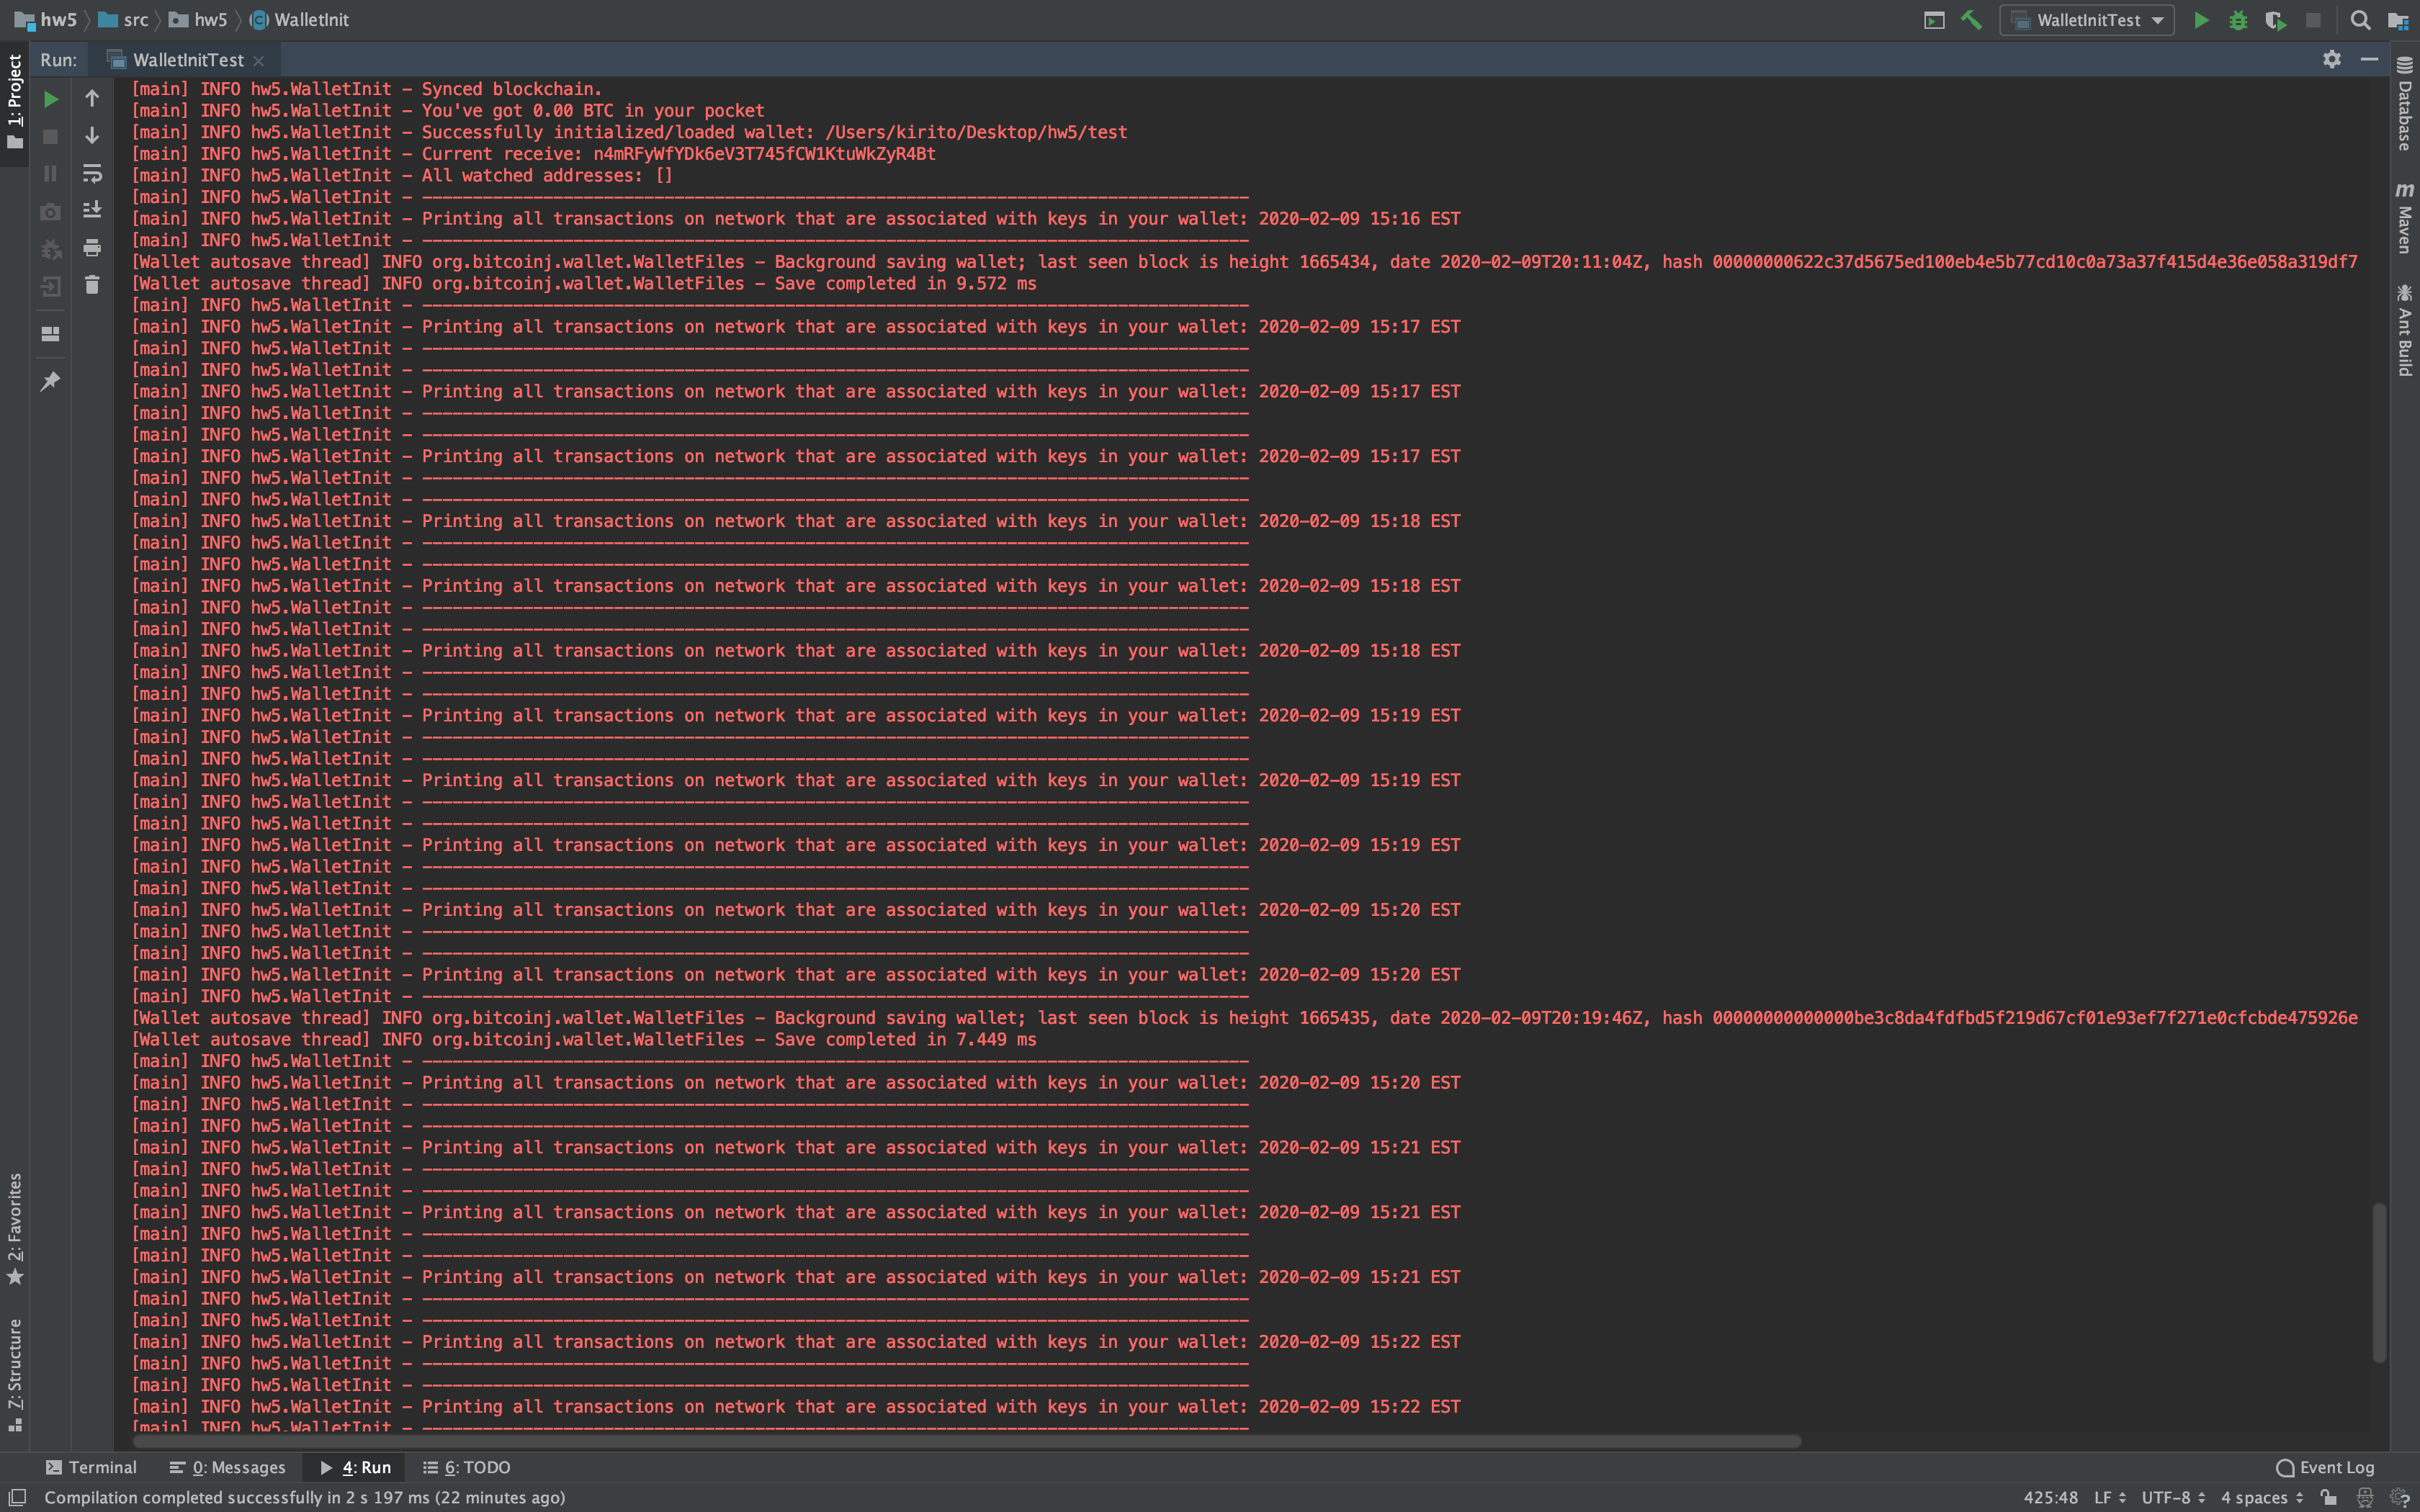 hw5 src hw5 WalletInit WalletInitTest
Run: WalletInitTest
1: Project
[main] INFO hw5.WalletInit - Synced blockchain.
[main] INFO hw5.WalletInit - You've got 0.00 BTC in your pocket
[main] INFO hw5.WalletInit - Successfully initialized/loaded wallet: /Users/kirito/Desktop/hw5/test
[main] INFO hw5.WalletInit - Current receive: n4mRFyWfYDk6eV3T745fCW1KtuWkZyR4Bt
[main] INFO hw5.WalletInit - All watched addresses: []
[main] INFO hw5.WalletInit - ----------------------------------------------------------------------------------
[main] INFO hw5.WalletInit - Printing all transactions on network that are associated with keys in your wallet: 2020-02-09 15:16 EST
[main] INFO hw5.WalletInit - ----------------------------------------------------------------------------------
[Wallet autosave thread] INFO org.bitcoinj.wallet.WalletFiles - Background saving wallet; last seen block is height 1665434, date 2020-02-09T20:11:04Z, hash 00000000622c37d5675ed100eb4e5b77cd10c0a73a37f415d4e36e058a319df7
[Wallet autosave thread] INFO org.bitcoinj.wallet.WalletFiles - Save completed in 9.572 ms
[main] INFO hw5.WalletInit - ----------------------------------------------------------------------------------
[main] INFO hw5.WalletInit - Printing all transactions on network that are associated with keys in your wallet: 2020-02-09 15:17 EST
[main] INFO hw5.WalletInit - ----------------------------------------------------------------------------------
[main] INFO hw5.WalletInit - ----------------------------------------------------------------------------------
[main] INFO hw5.WalletInit - Printing all transactions on network that are associated with keys in your wallet: 2020-02-09 15:17 EST
[main] INFO hw5.WalletInit - ----------------------------------------------------------------------------------
[main] INFO hw5.WalletInit - ----------------------------------------------------------------------------------
[main] INFO hw5.WalletInit - Printing all transactions on network that are associated with keys in your wallet: 2020-02-09 15:17 EST
[main] INFO hw5.WalletInit - ----------------------------------------------------------------------------------
[main] INFO hw5.WalletInit - ----------------------------------------------------------------------------------
[main] INFO hw5.WalletInit - Printing all transactions on network that are associated with keys in your wallet: 2020-02-09 15:18 EST
[main] INFO hw5.WalletInit - ----------------------------------------------------------------------------------
[main] INFO hw5.WalletInit - ----------------------------------------------------------------------------------
[main] INFO hw5.WalletInit - Printing all transactions on network that are associated with keys in your wallet: 2020-02-09 15:18 EST
[main] INFO hw5.WalletInit - ----------------------------------------------------------------------------------
[main] INFO hw5.WalletInit - ----------------------------------------------------------------------------------
[main] INFO hw5.WalletInit - Printing all transactions on network that are associated with keys in your wallet: 2020-02-09 15:18 EST
[main] INFO hw5.WalletInit - ----------------------------------------------------------------------------------
[main] INFO hw5.WalletInit - ----------------------------------------------------------------------------------
[main] INFO hw5.WalletInit - Printing all transactions on network that are associated with keys in your wallet: 2020-02-09 15:19 EST
[main] INFO hw5.WalletInit - ----------------------------------------------------------------------------------
[main] INFO hw5.WalletInit - ----------------------------------------------------------------------------------
[main] INFO hw5.WalletInit - Printing all transactions on network that are associated with keys in your wallet: 2020-02-09 15:19 EST
[main] INFO hw5.WalletInit - ----------------------------------------------------------------------------------
[main] INFO hw5.WalletInit - ----------------------------------------------------------------------------------
[main] INFO hw5.WalletInit - Printing all transactions on network that are associated with keys in your wallet: 2020-02-09 15:19 EST
[main] INFO hw5.WalletInit - ----------------------------------------------------------------------------------
[main] INFO hw5.WalletInit - ----------------------------------------------------------------------------------
[main] INFO hw5.WalletInit - Printing all transactions on network that are associated with keys in your wallet: 2020-02-09 15:20 EST
[main] INFO hw5.WalletInit - ----------------------------------------------------------------------------------
[main] INFO hw5.WalletInit - ----------------------------------------------------------------------------------
[main] INFO hw5.WalletInit - Printing all transactions on network that are associated with keys in your wallet: 2020-02-09 15:20 EST
[main] INFO hw5.WalletInit - ----------------------------------------------------------------------------------
[Wallet autosave thread] INFO org.bitcoinj.wallet.WalletFiles - Background saving wallet; last seen block is height 1665435, date 2020-02-09T20:19:46Z, hash 00000000000000be3c8da4fdfbd5f219d67cf01e93ef7f271e0cfcbde475926e
[Wallet autosave thread] INFO org.bitcoinj.wallet.WalletFiles - Save completed in 7.449 ms
[main] INFO hw5.WalletInit - ----------------------------------------------------------------------------------
[main] INFO hw5.WalletInit - Printing all transactions on network that are associated with keys in your wallet: 2020-02-09 15:20 EST
[main] INFO hw5.WalletInit - ----------------------------------------------------------------------------------
[main] INFO hw5.WalletInit - ----------------------------------------------------------------------------------
[main] INFO hw5.WalletInit - Printing all transactions on network that are associated with keys in your wallet: 2020-02-09 15:21 EST
[main] INFO hw5.WalletInit - ----------------------------------------------------------------------------------
[main] INFO hw5.WalletInit - ----------------------------------------------------------------------------------
[main] INFO hw5.WalletInit - Printing all transactions on network that are associated with keys in your wallet: 2020-02-09 15:21 EST
[main] INFO hw5.WalletInit - ----------------------------------------------------------------------------------
[main] INFO hw5.WalletInit - ----------------------------------------------------------------------------------
[main] INFO hw5.WalletInit - Printing all transactions on network that are associated with keys in your wallet: 2020-02-09 15:21 EST
[main] INFO hw5.WalletInit - ----------------------------------------------------------------------------------
[main] INFO hw5.WalletInit - ----------------------------------------------------------------------------------
[main] INFO hw5.WalletInit - Printing all transactions on network that are associated with keys in your wallet: 2020-02-09 15:22 EST
[main] INFO hw5.WalletInit - ----------------------------------------------------------------------------------
[main] INFO hw5.WalletInit - ----------------------------------------------------------------------------------
[main] INFO hw5.WalletInit - Printing all transactions on network that are associated with keys in your wallet: 2020-02-09 15:22 EST
[main] INFO hw5.WalletInit - ----------------------------------------------------------------------------------
2: Favorites
7: Structure
Database
m Maven
Ant Build
Terminal 0: Messages 4: Run 6: TODO Event Log
Compilation completed successfully in 2 s 197 ms (22 minutes ago) 425:48 LF UTF-8 4 spaces